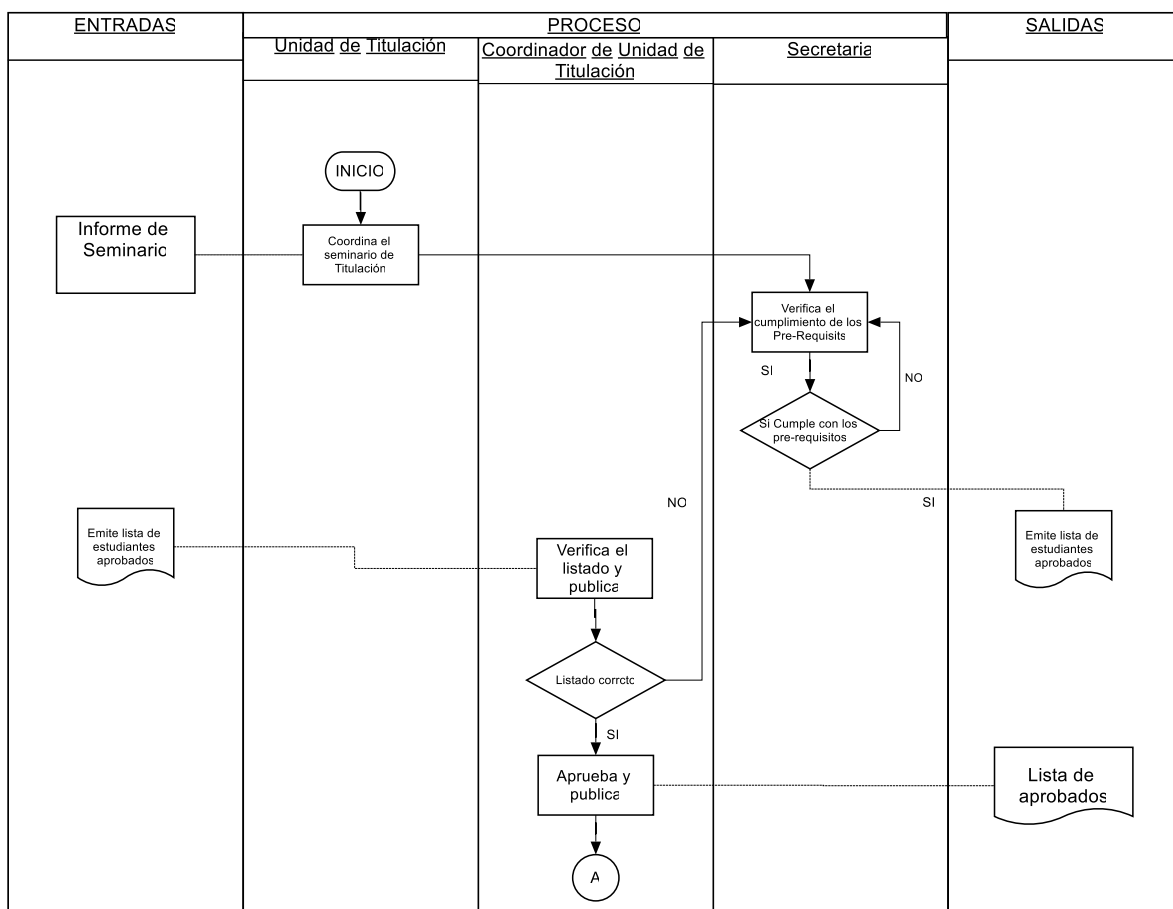 ENTRADAS
PROCESO
SALIDAS
Unidad de Titulación
Coordinador de Unidad de
Titulación
Secretaria
INICIO
Informe de
Seminario
Coordina el
seminario de
Titulación
Verifica el
cumplimiento de los
Pre-Requisits
SI
NO
Si Cumple con los
pre-requisitos
NO
SI
Emite lista de
estudiantes
aprobados
Verifica el
listado y
publica
Emite lista de
estudiantes
aprobados
Listado corrcto
SI
Aprueba y
publica
Lista de
aprobados
A